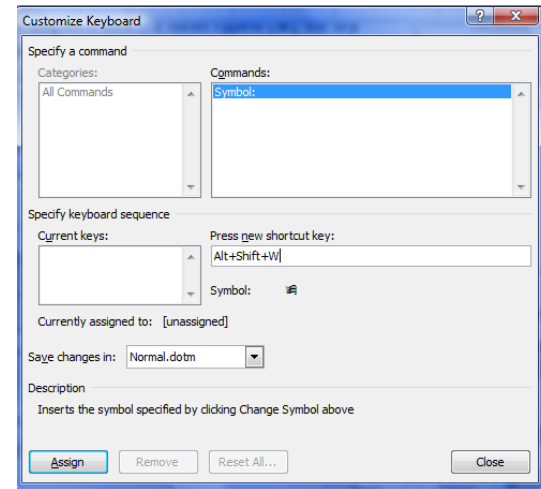 Customize Keyboard
Specify a command
Categories:
Commands:
All Commands
Symbol:
Specify keyboard sequence
Current keys:
Press new shortcut key:
Alt+Shift+W
Symbol:
Currently assigned to: [unassigned]
Save changes in: Normal.dotm
Description
Inserts the symbol specified by clicking Change Symbol above
Assign Remove Reset All... Close